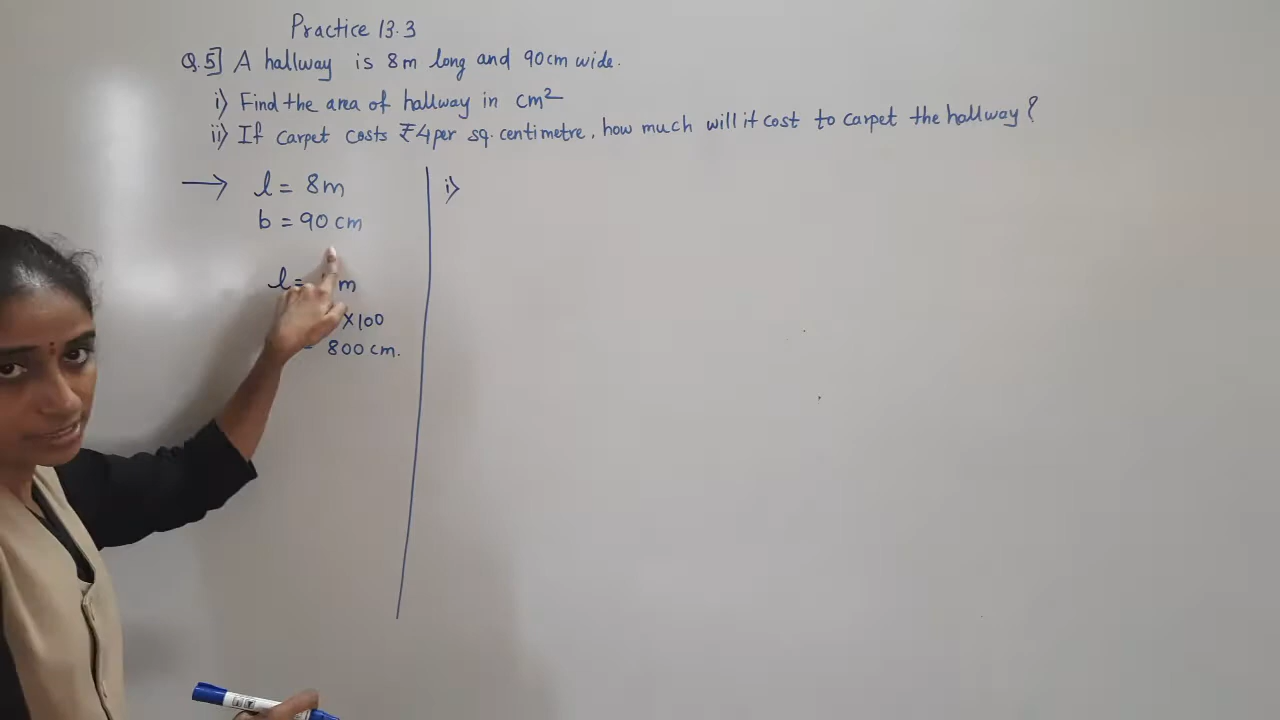 Practice 13.3
Q.5] A hallway is 8m long and 90cm wide.
i) Find the area of hallway in cm²
ii) If carpet costs ₹4 per sq. centimetre, how much will it cost to carpet the hallway?
→ l = 8m
b = 90 cm
l = m
×100
= 800 cm.
i)